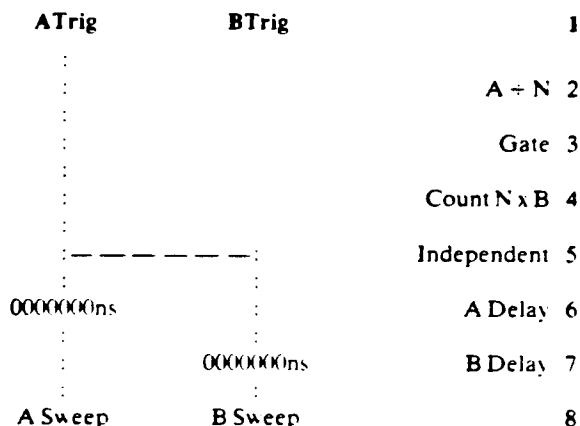 ATrig BTrig 1
A ÷ N 2
Gate 3
Count N x B 4
Independent 5
0000000ns A Delay 6
0000000ns B Delay 7
A Sweep B Sweep 8